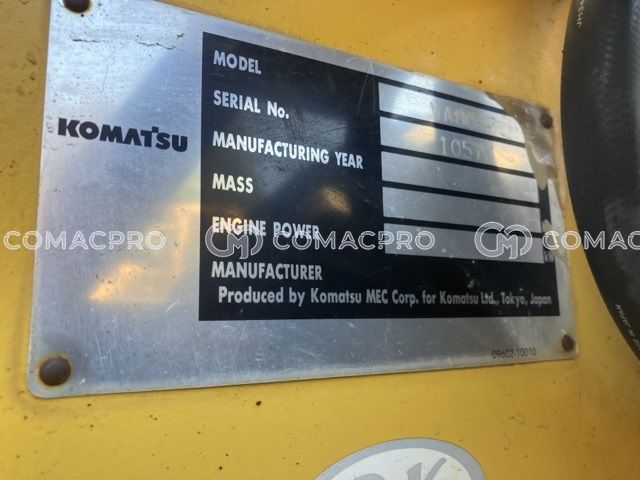 MODEL
SERIAL No.
KOMATSU
MANUFACTURING YEAR
MASS
ENGINE POWER
COMACPRO COMACPRO COMACPRO
MANUFACTURER
Produced by Komatsu MEC Corp. for Komatsu Ltd., Tokyo, Japan
09602-10010